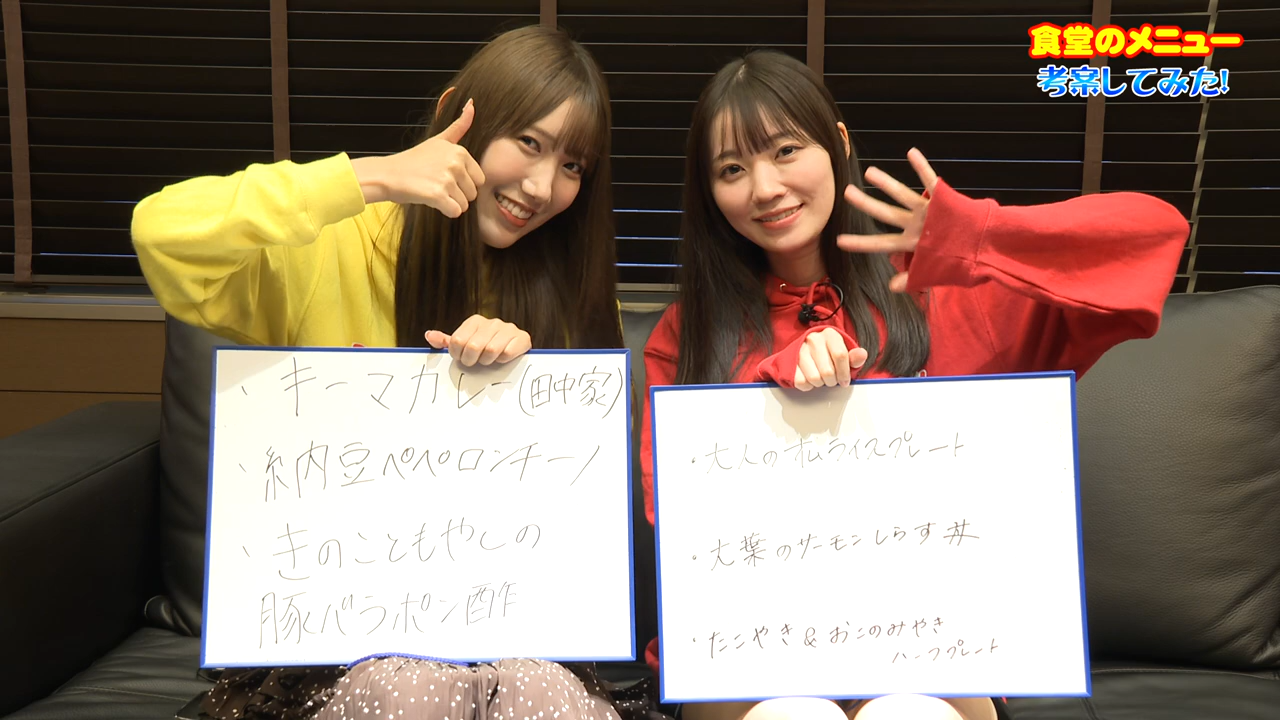 食堂のメニュー
考案してみた!
・キーマカレー(田中家)
・納豆ペペロンチーノ
・きのこともやしの
豚バラポン酢
・大人のオムライスプレート
・大葉のサーモンしらす丼
・たこやき&おこのみやき
ハーフプレート